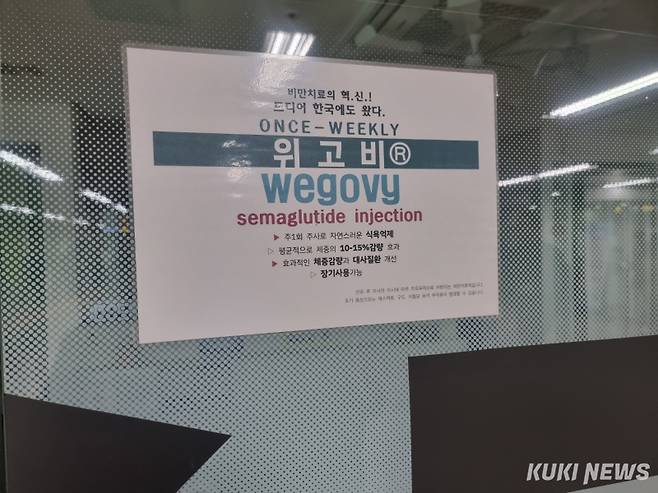 비만치료의 혁.신.!
드디어 한국에도 왔다.
ONCE-WEEKLY
위고비®
wegovy
semaglutide injection
▶ 주1회 주사로 자연스러운 식욕억제
▷ 평균적으로 체중의 10-15%감량 효과
▶ 효과적인 체중감량과 대사질환 개선
▷ 장기사용가능
KUKI NEWS